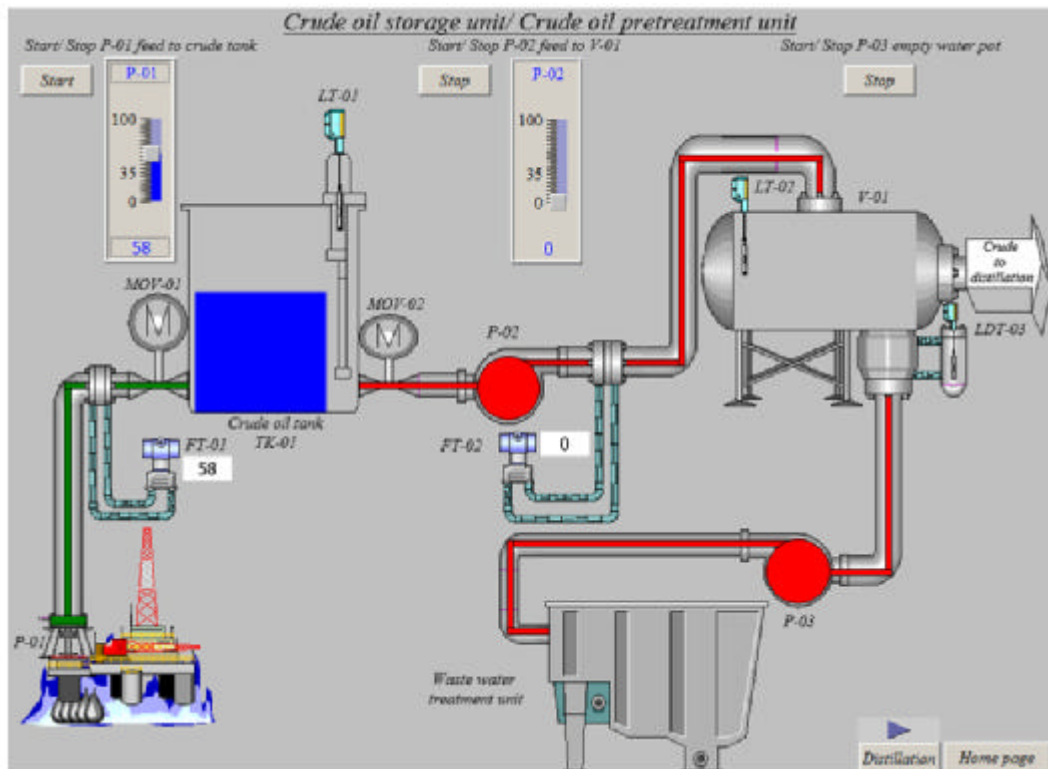 Crude oil storage unit/ Crude oil pretreatment unit
Start/ Stop P-01 feed to crude tank
Start/ Stop P-02 feed to V-01
Start/ Stop P-03 empty water pot
Start
P-01
Stop
P-02
Stop
LT-01
100
35
0
58
100
35
0
0
LT-02
V-01
Crude
to
distillation
MOV-01
MOV-02
P-02
LDT-03
Crude oil tank
TK-01
FT-01
58
FT-02
0
P-01
P-03
Waste water
treatment unit
Distillation
Home page